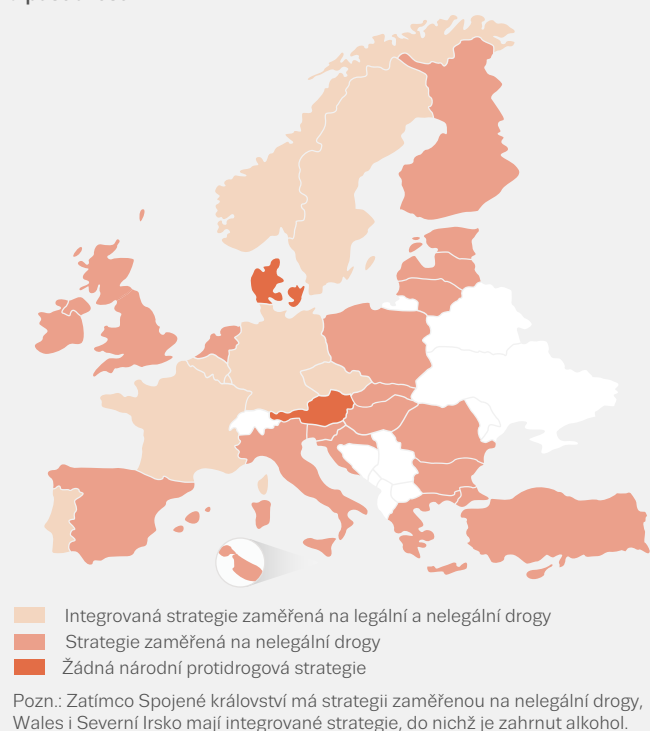 Integrovaná strategie zaměřená na legální a nelegální drogy
Strategie zaměřená na nelegální drogy
Žádná národní protidrogová strategie
Pozn.: Zatímco Spojené království má strategii zaměřenou na nelegální drogy,
Wales i Severní Irsko mají integrované strategie, do nichž je zahrnut alkohol.